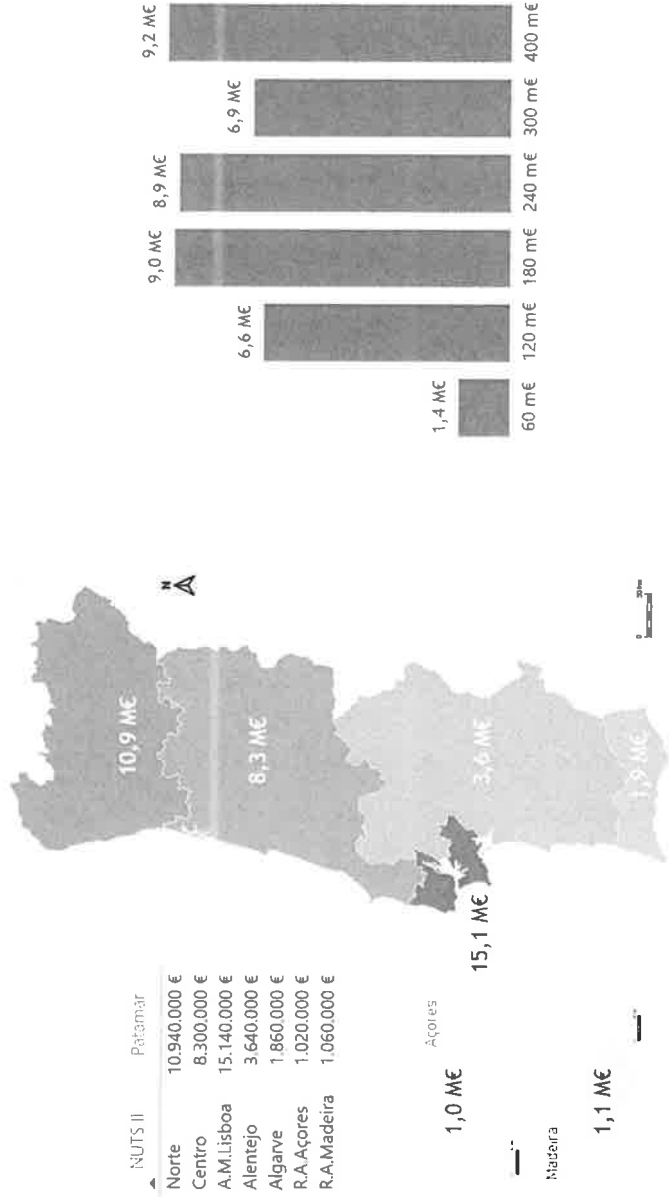 NUTS II Patamar
Norte 10.940.000 €
Centro 8.300.000 €
A.M.Lisboa 15.140.000 €
Alentejo 3.640.000 €
Algarve 1.860.000 €
R.A.Açores 1.020.000 €
R.A.Madeira 1.060.000 €
Açores
1,0 M€
Madeira
1,1 M€
10,9 M€
8,3 M€
15,1 M€
3,6 M€
1,9 M€
N
0 50 km
1,4 M€
6,6 M€
9,0 M€
8,9 M€
6,9 M€
9,2 M€
60 m€ 120 m€ 180 m€ 240 m€ 300 m€ 400 m€